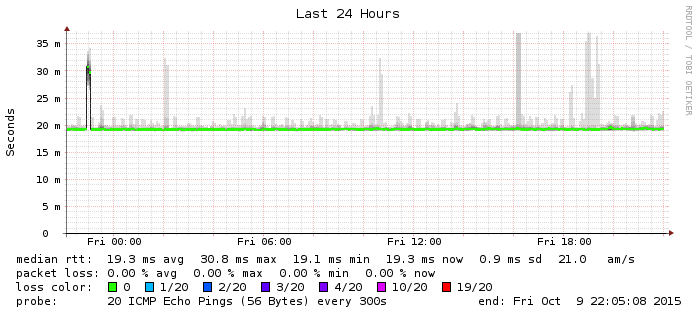 Last 24 Hours
RRDTOOL / TOBI OETIKER
Seconds
35 m
30 m
25 m
20 m
15 m
10 m
5 m
0
Fri 00:00 Fri 06:00 Fri 12:00 Fri 18:00
median rtt: 19.3 ms avg 30.8 ms max 19.1 ms min 19.3 ms now 0.9 ms sd 21.0 am/s
packet loss: 0.00 % avg 0.00 % max 0.00 % min 0.00 % now
loss color: 0 1/20 2/20 3/20 4/20 10/20 19/20
probe: 20 ICMP Echo Pings (56 Bytes) every 300s end: Fri Oct 9 22:05:08 2015